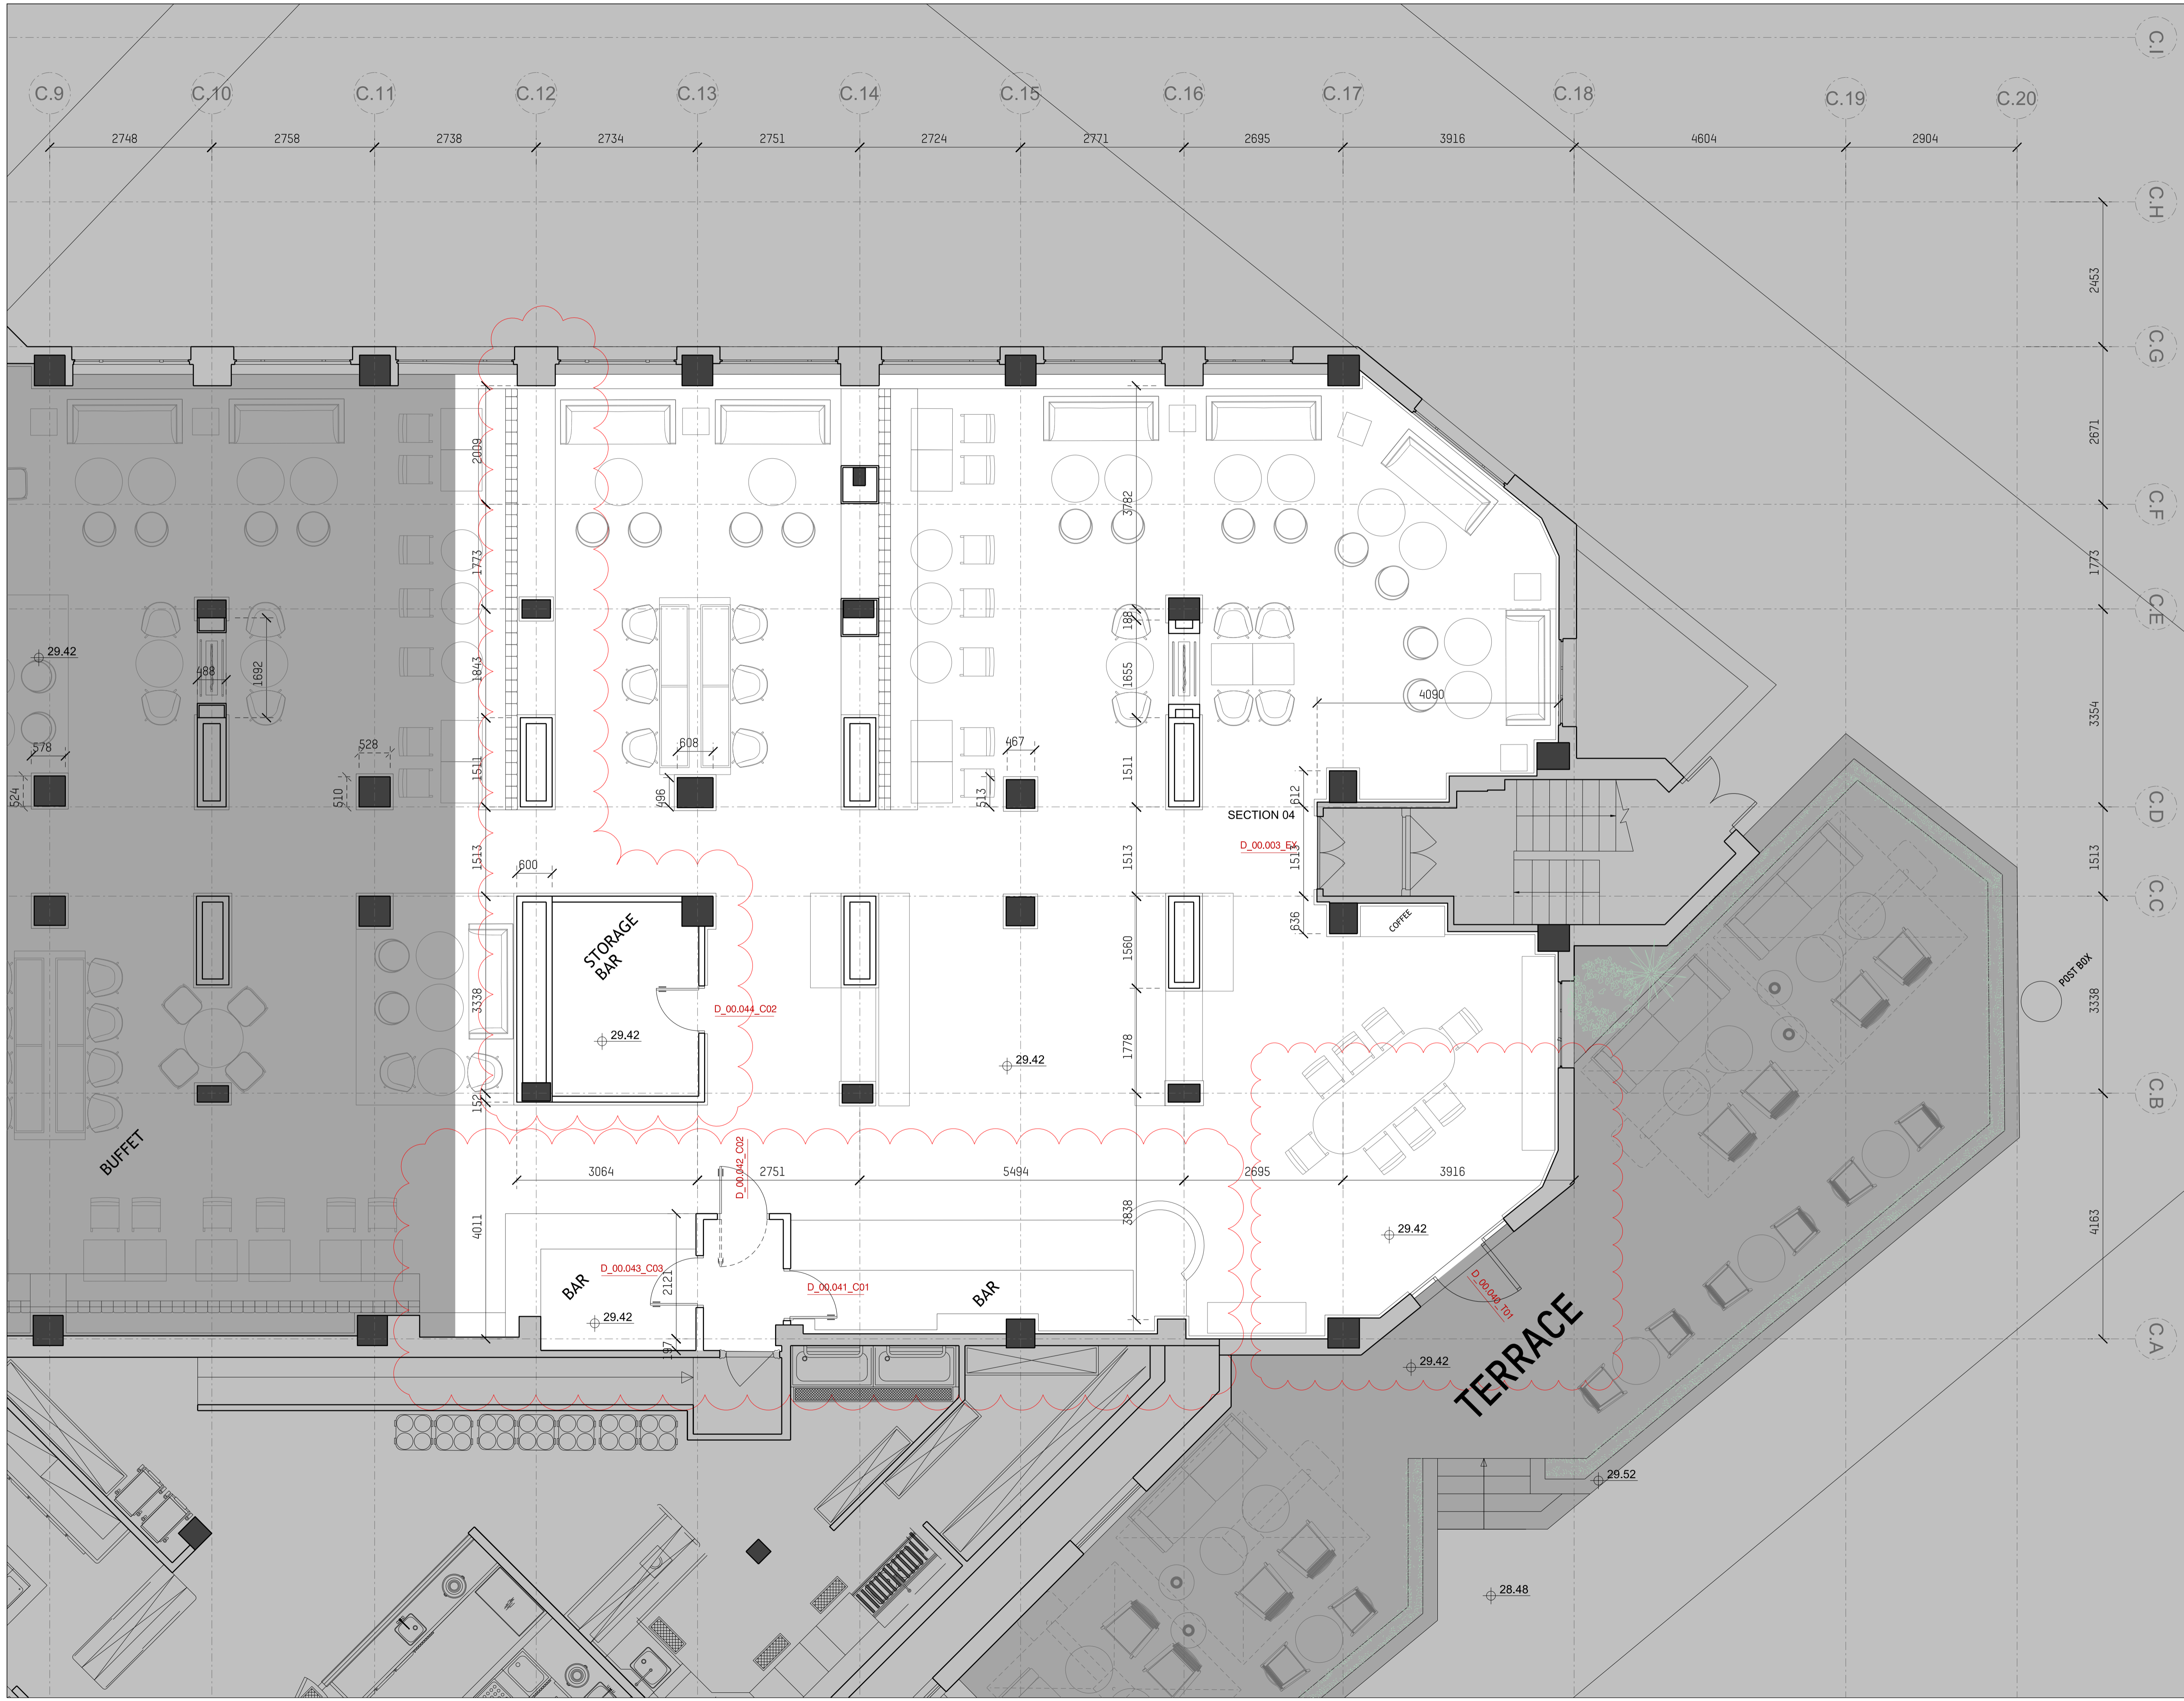 C.I
C.9
C.10
C.11
C.12
C.13
C.14
C.15
C.16
C.17
C.18
C.19
C.20
2748
2758
2738
2734
2751
2724
2771
2695
3916
4604
2904
C.H
2453
C.G
2671
C.F
1773
C.E
3354
C.D
1513
C.C
3338
C.B
4163
C.A
2009
3782
1773
188
29.42
488
1692
1843
1655
4090
578
528
608
467
524
510
1511
496
513
1511
612
SECTION 04
D_00.003_EX
1513
1513
1513
600
636
COFFEE
STORAGE
BAR
1560
POST BOX
3338
D_00.044_C02
29.42
29.42
1778
152
BUFFET
3064
D_00.042_C02
2751
5494
2695
3916
4011
3838
29.42
D_00.043_C03
2121
BAR
D_00.041_C01
BAR
D_00.040_T01
29.42
197
29.42
TERRACE
29.52
28.48